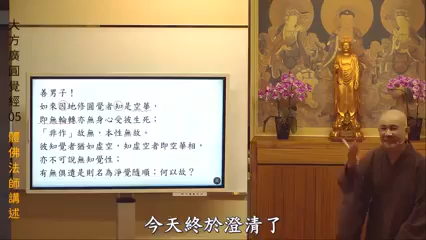 大方廣圓覺經05 體佛法師講述
善男子！
如來因地修圓覺者知是空華，
即無輪轉亦無身心受彼生死；
「非作」故無，本性無故。
彼知覺者猶如虛空，知虛空者即空華相，
亦不可說無知覺性；
有無俱遣是則名為淨覺隨順；何以故？
今天終於澄清了